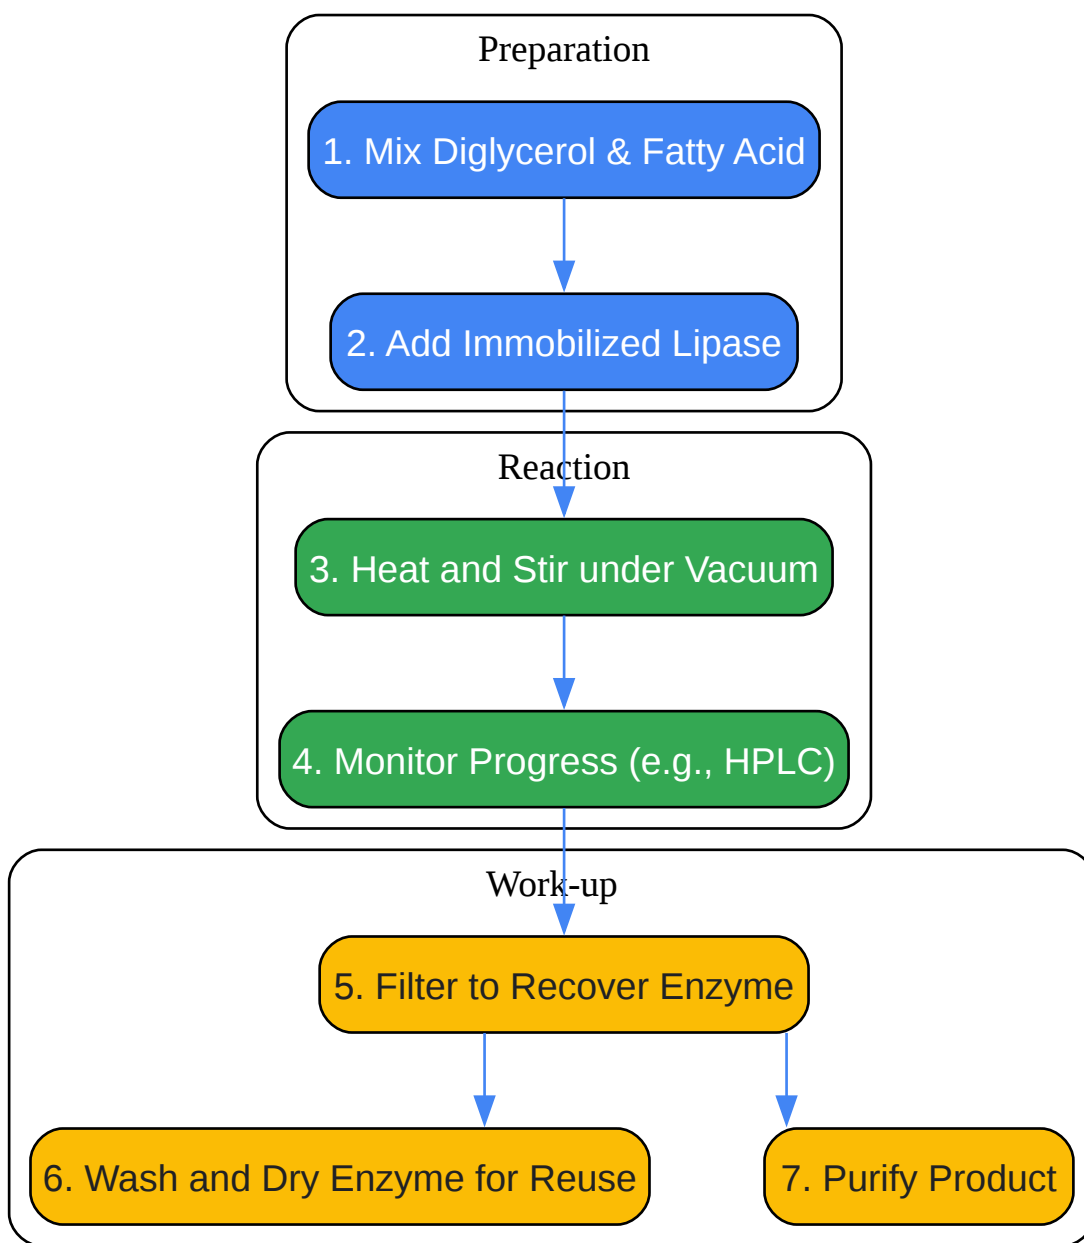 Preparation
1. Mix Diglycerol & Fatty Acid
2. Add Immobilized Lipase
Reaction
3. Heat and Stir under Vacuum
4. Monitor Progress (e.g., HPLC)
Work-up
5. Filter to Recover Enzyme
6. Wash and Dry Enzyme for Reuse
7. Purify Product